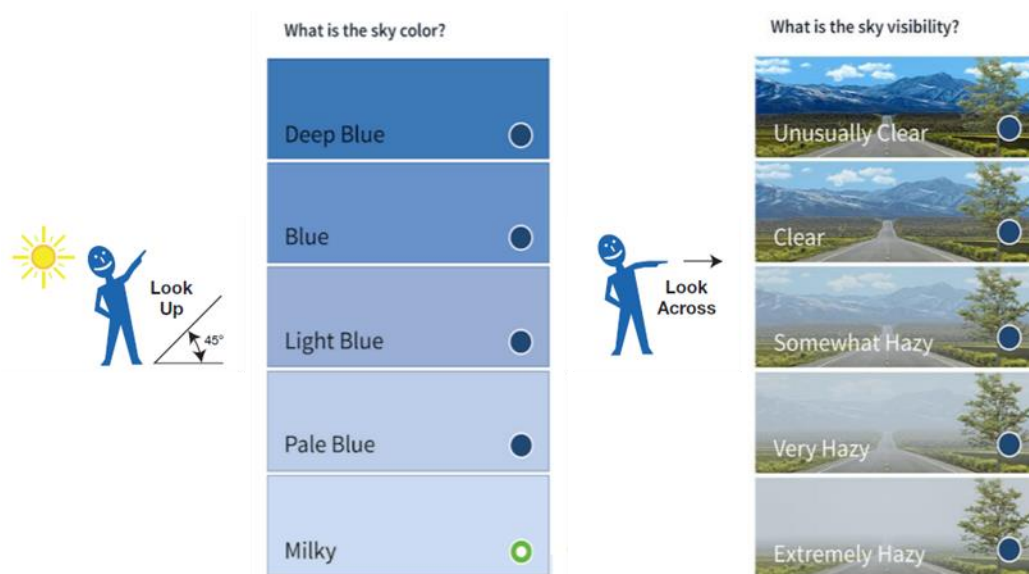 What is the sky color?
Deep Blue
Blue
Light Blue
Pale Blue
Milky
Look
Up
45°
What is the sky visibility?
Unusually Clear
Clear
Somewhat Hazy
Very Hazy
Extremely Hazy
Look
Across